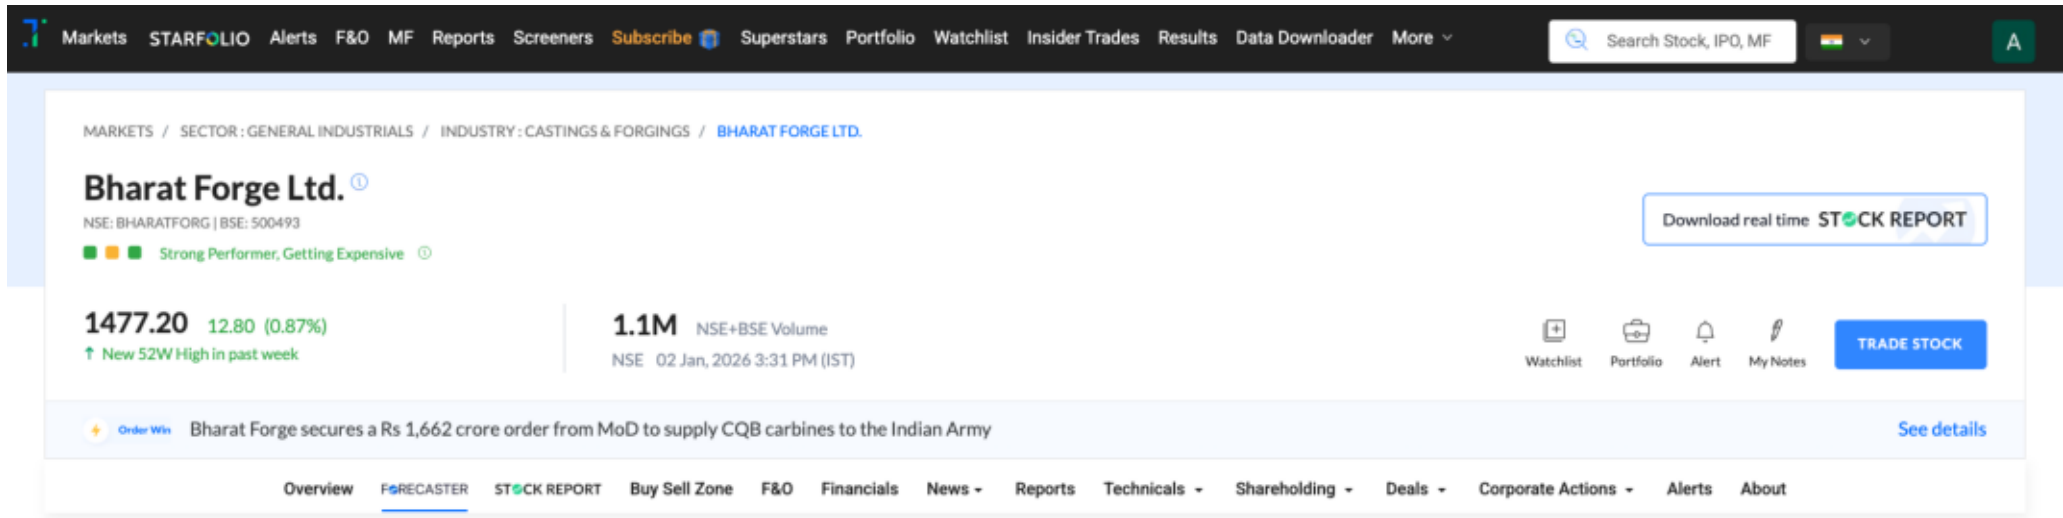 Markets STARFOLIO Alerts F&O MF Reports Screeners Subscribe Superstars Portfolio Watchlist Insider Trades Results Data Downloader More Search Stock, IPO, MF A
MARKETS / SECTOR : GENERAL INDUSTRIALS / INDUSTRY : CASTINGS & FORGINGS / BHARAT FORGE LTD.
Bharat Forge Ltd.
NSE: BHARATFORG | BSE: 500493
Download real time STOCK REPORT
Strong Performer, Getting Expensive
1477.20 12.80 (0.87%)
↑ New 52W High in past week
1.1M NSE+BSE Volume
NSE 02 Jan, 2026 3:31 PM (IST)
Watchlist Portfolio Alert My Notes
TRADE STOCK
Order Win Bharat Forge secures a Rs 1,662 crore order from MoD to supply CQB carbines to the Indian Army See details
Overview FORECASTER STOCK REPORT Buy Sell Zone F&O Financials News Reports Technicals Shareholding Deals Corporate Actions Alerts About